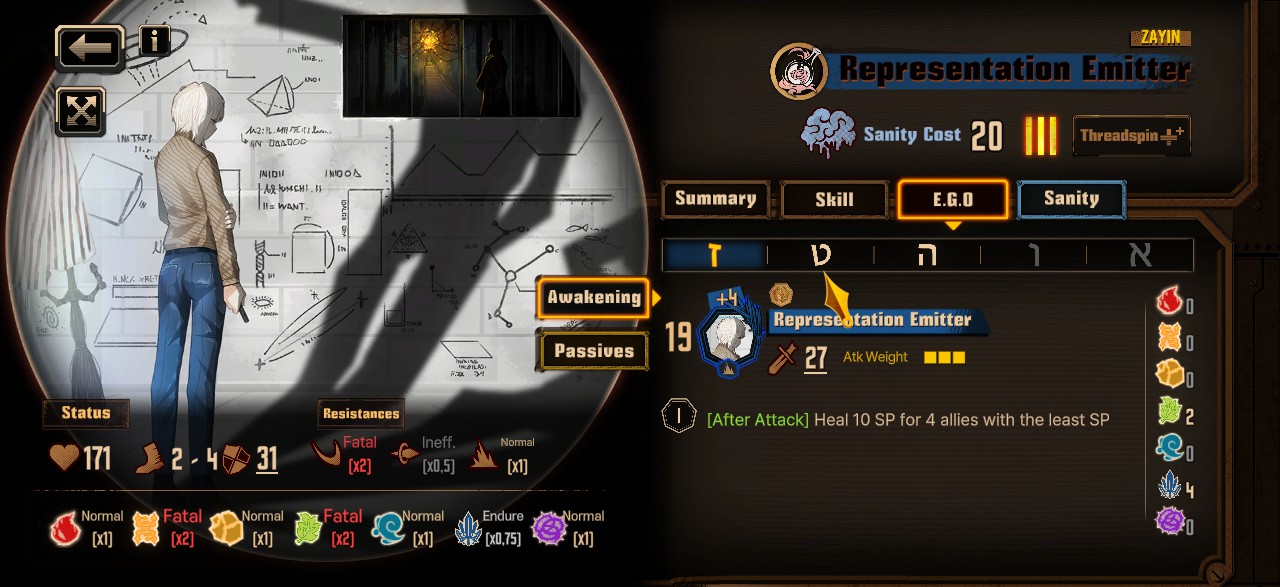 i
ZAYIN
Representation Emitter
Sanity Cost 20
Threadspin
Summary
Skill
E.G.O
Sanity
ז
ט
ה
ו
א
Awakening
Passives
+4
19
Representation Emitter
27
Atk Weight
I
[After Attack] Heal 10 SP for 4 allies with the least SP
0
0
0
2
0
4
0
Status
Resistances
171
2 - 4
31
Fatal
[x2]
Ineff.
[x0,5]
Normal
[x1]
Normal
[x1]
Fatal
[x2]
Normal
[x1]
Fatal
[x2]
Normal
[x1]
Endure
[x0,75]
Normal
[x1]